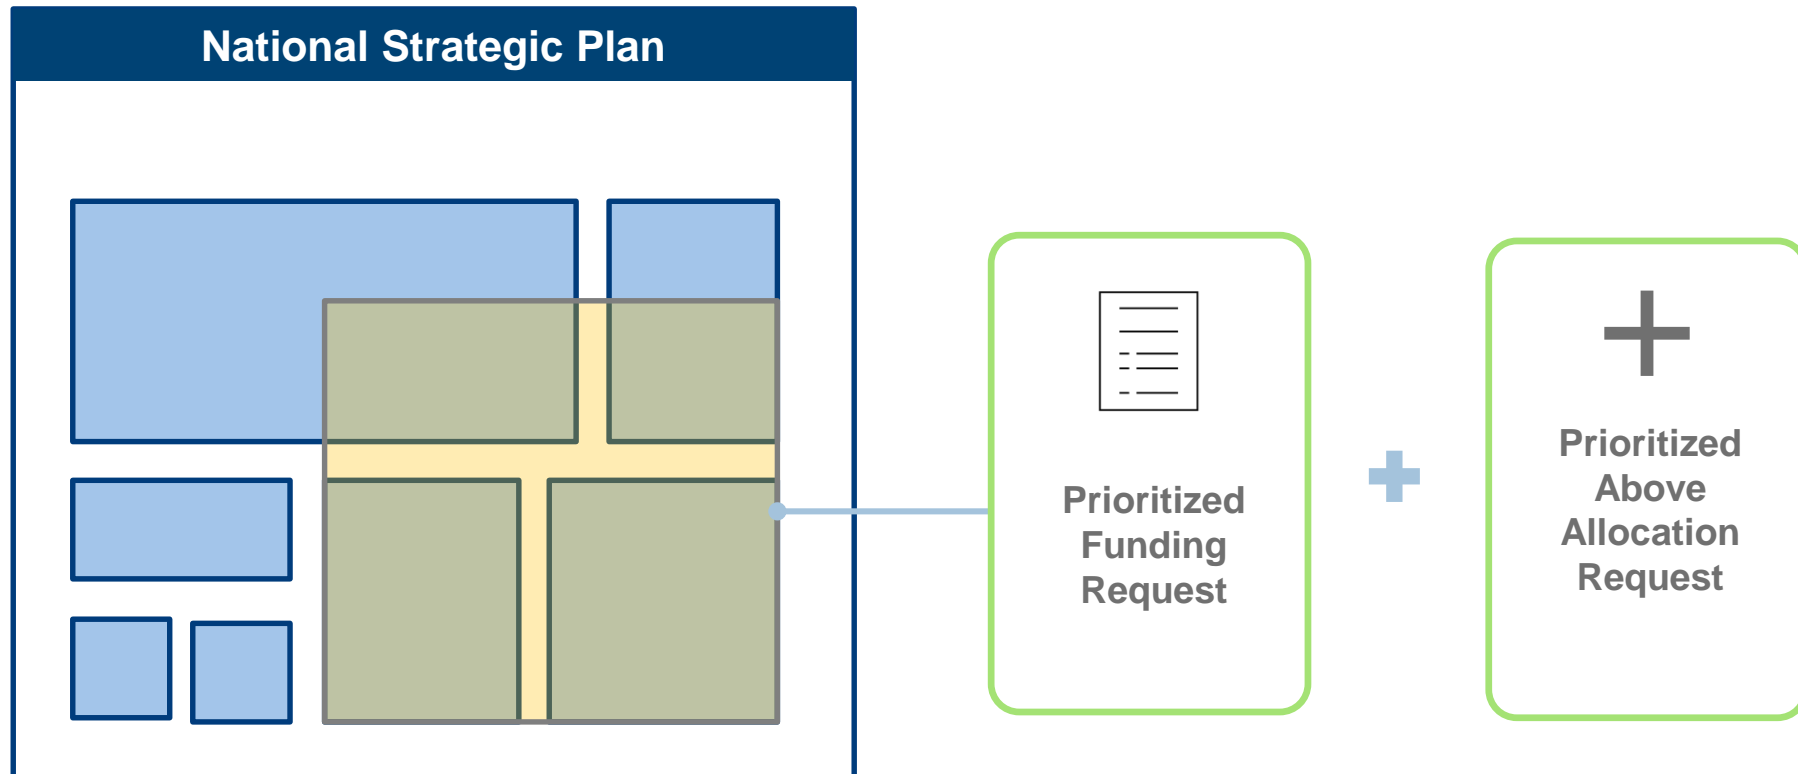 National Strategic Plan
Prioritized
Funding
Request
Prioritized
Above
Allocation
Request